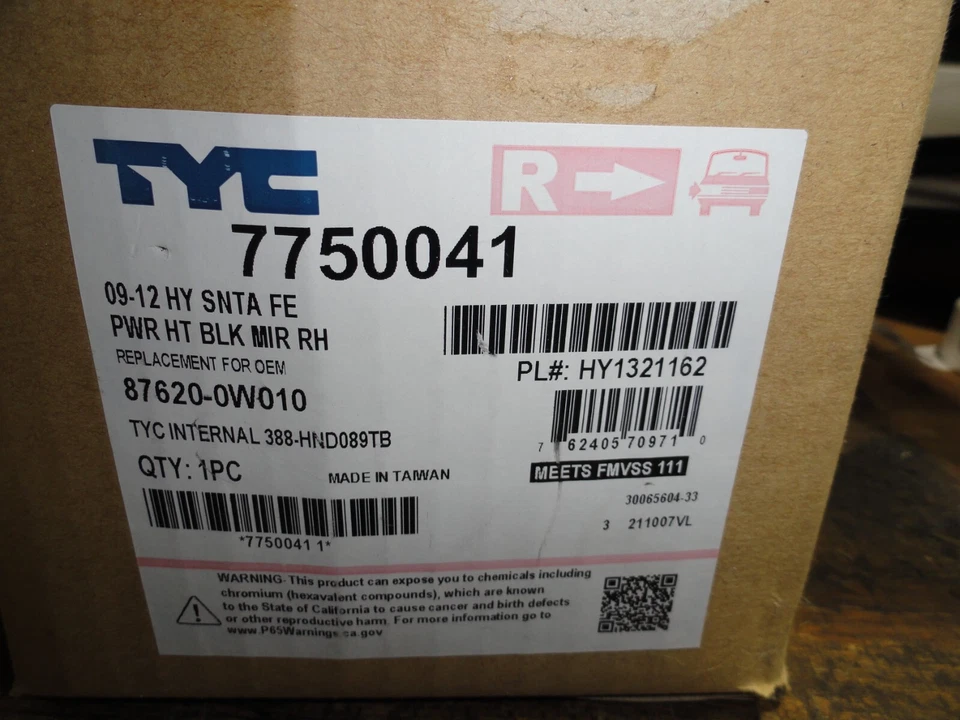 TYC
R
7750041
09-12 HY SNTA FE
PWR HT BLK MIR RH
REPLACEMENT FOR OEM
87620-0W010
PL#: HY1321162
TYC INTERNAL 388-HND089TB
7 62405 70971 0
QTY: 1PC
MADE IN TAIWAN
MEETS FMVSS 111
30065604-33
3 211007VL
*7750041 1*
WARNING-This product can expose you to chemicals including
chromium (hexavalent compounds), which are known
to the State of California to cause cancer and birth defects
or other reproductive harm. For more information go to
www.P65Warnings.ca.gov